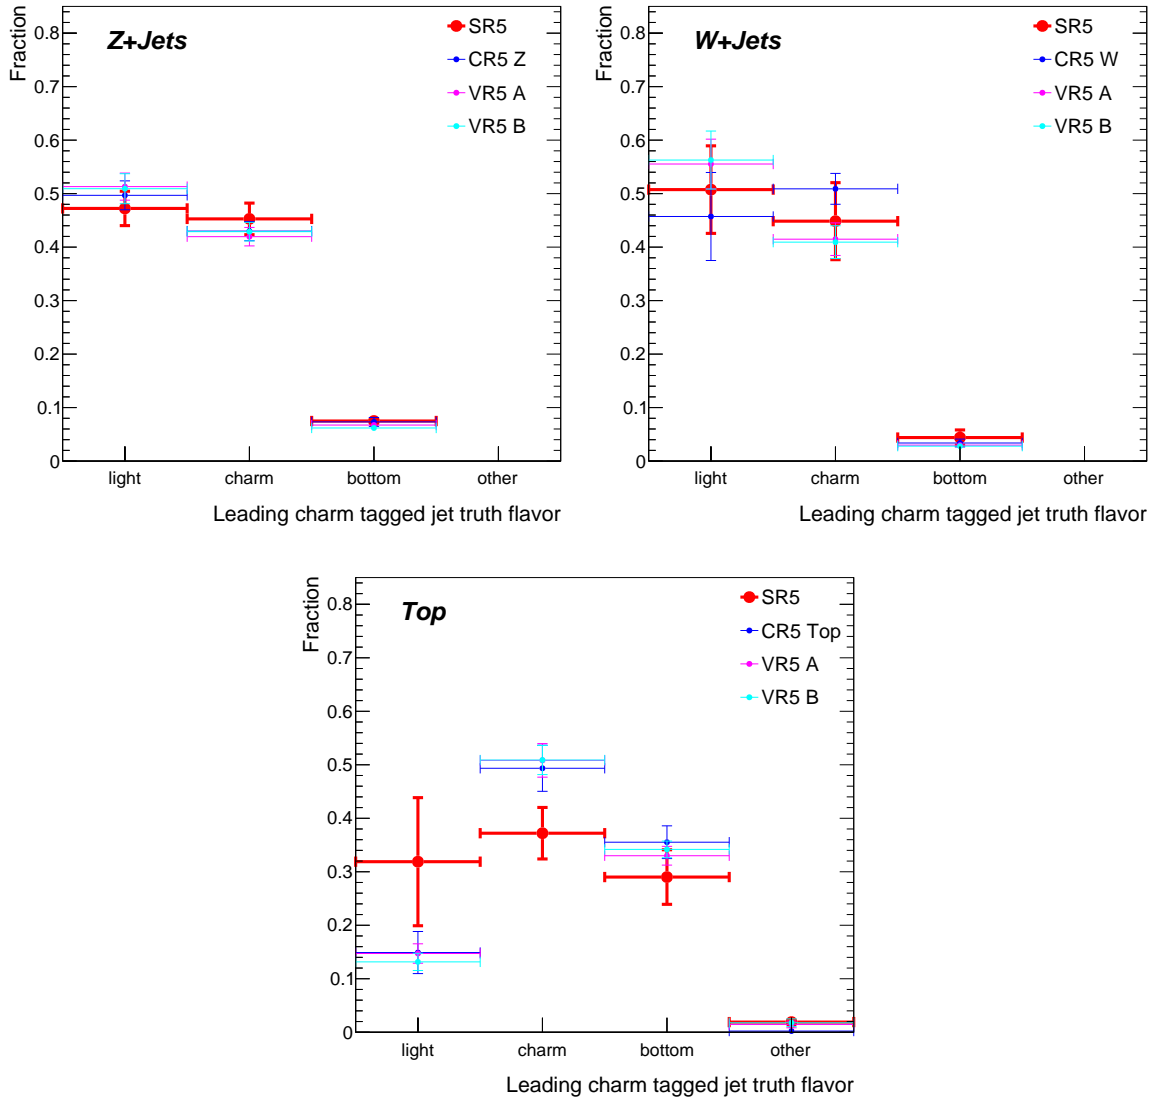 Fraction
Z+Jets
SR5
CR5 Z
VR5 A
VR5 B
0.8
0.7
0.6
0.5
0.4
0.3
0.2
0.1
0
light charm bottom other
Leading charm tagged jet truth flavor
Fraction
W+Jets
SR5
CR5 W
VR5 A
VR5 B
0.8
0.7
0.6
0.5
0.4
0.3
0.2
0.1
0
light charm bottom other
Leading charm tagged jet truth flavor
Fraction
Top
SR5
CR5 Top
VR5 A
VR5 B
0.8
0.7
0.6
0.5
0.4
0.3
0.2
0.1
0
light charm bottom other
Leading charm tagged jet truth flavor